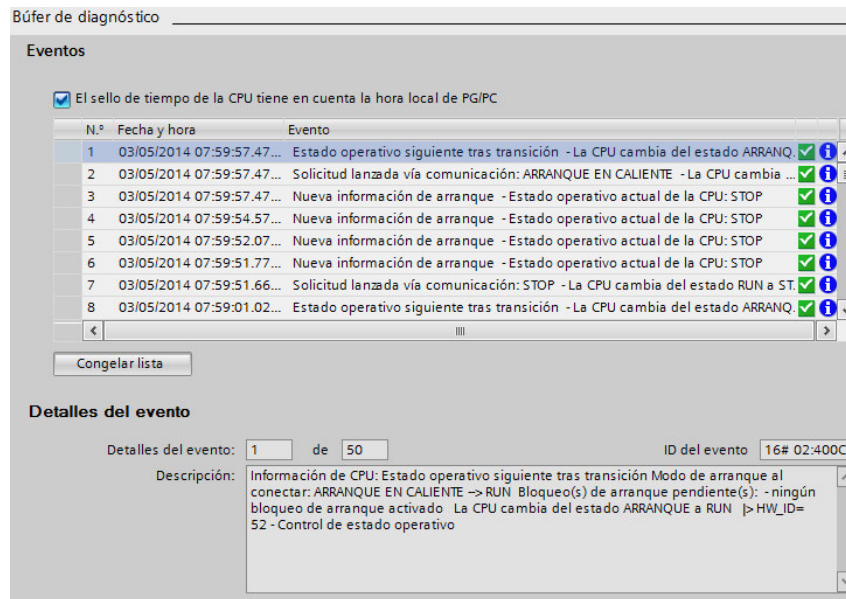 Búfer de diagnóstico
Eventos
El sello de tiempo de la CPU tiene en cuenta la hora local de PG/PC
N.º Fecha y hora Evento
1 03/05/2014 07:59:57.47... Estado operativo siguiente tras transición - La CPU cambia del estado ARRANQ.
2 03/05/2014 07:59:57.47... Solicitud lanzada vía comunicación: ARRANQUE EN CALIENTE - La CPU cambia ...
3 03/05/2014 07:59:57.47... Nueva información de arranque - Estado operativo actual de la CPU: STOP
4 03/05/2014 07:59:54.57... Nueva información de arranque - Estado operativo actual de la CPU: STOP
5 03/05/2014 07:59:52.07... Nueva información de arranque - Estado operativo actual de la CPU: STOP
6 03/05/2014 07:59:51.77... Nueva información de arranque - Estado operativo actual de la CPU: STOP
7 03/05/2014 07:59:51.66... Solicitud lanzada vía comunicación: STOP - La CPU cambia del estado RUN a ST.
8 03/05/2014 07:59:01.02... Estado operativo siguiente tras transición - La CPU cambia del estado ARRANQ.
Congelar lista
Detalles del evento
Detalles del evento: 1 de 50 ID del evento 16# 02:400C
Descripción: Información de CPU: Estado operativo siguiente tras transición Modo de arranque al
conectar: ARRANQUE EN CALIENTE --> RUN Bloqueo(s) de arranque pendiente(s): - ningún
bloqueo de arranque activado La CPU cambia del estado ARRANQUE a RUN |> HW_ID=
52 - Control de estado operativo